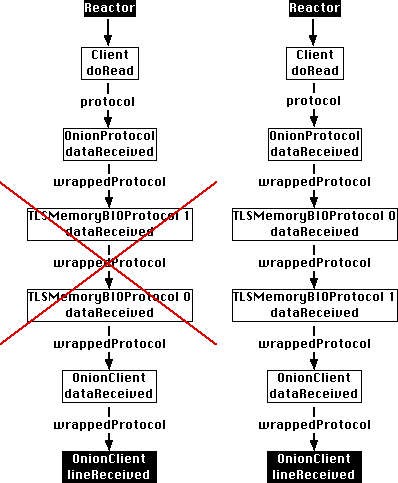 Reactor
Client
doRead
protocol
OnionProtocol
dataReceived
wrappedProtocol
TLSMemoryBIOProtocol 1
dataReceived
wrappedProtocol
TLSMemoryBIOProtocol 0
dataReceived
wrappedProtocol
OnionClient
dataReceived
wrappedProtocol
OnionClient
lineReceived
Reactor
Client
doRead
protocol
OnionProtocol
dataReceived
wrappedProtocol
TLSMemoryBIOProtocol 0
dataReceived
wrappedProtocol
TLSMemoryBIOProtocol 1
dataReceived
wrappedProtocol
OnionClient
dataReceived
wrappedProtocol
OnionClient
lineReceived